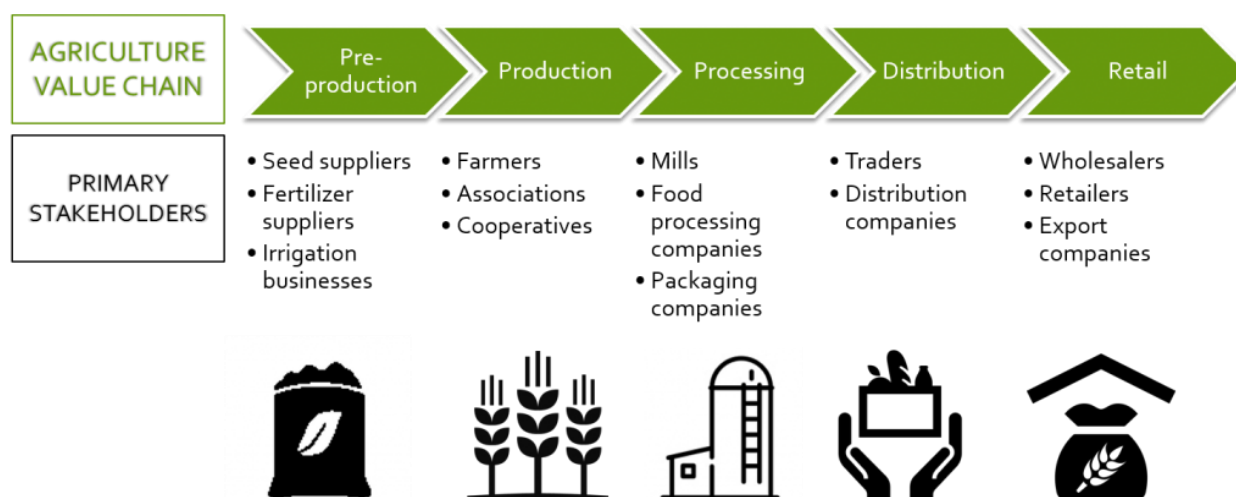 AGRICULTURE
VALUE CHAIN
Pre-
production
Production
Processing
Distribution
Retail
PRIMARY
STAKEHOLDERS
• Seed suppliers
• Fertilizer
suppliers
• Irrigation
businesses
• Farmers
• Associations
• Cooperatives
• Mills
• Food
processing
companies
• Packaging
companies
• Traders
• Distribution
companies
• Wholesalers
• Retailers
• Export
companies